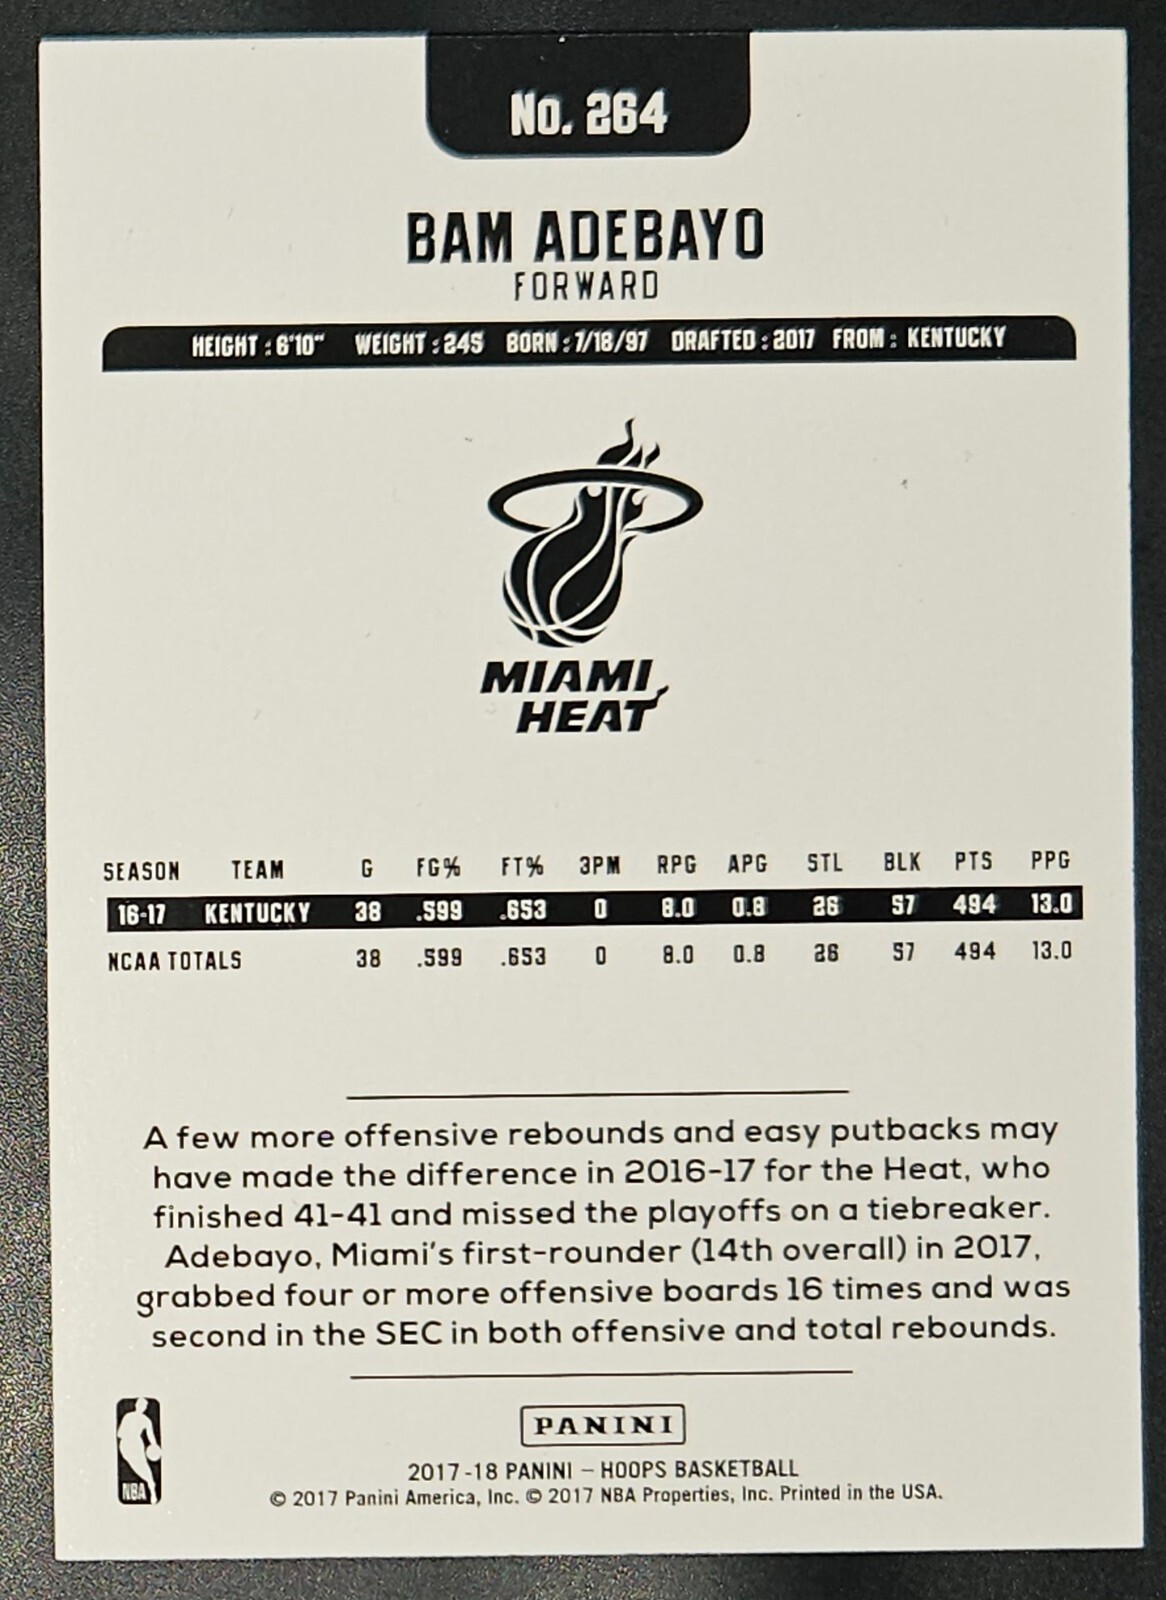 No. 264
BAM ADEBAYO
FORWARD
HEIGHT : 6'10" WEIGHT : 245 BORN : 7/18/97 DRAFTED : 2017 FROM : KENTUCKY
MIAMI
HEAT
SEASON TEAM G FG% FT% 3PM RPG APG STL BLK PTS PPG
16-17 KENTUCKY 38 .599 .653 0 8.0 0.8 26 57 494 13.0
NCAA TOTALS 38 .599 .653 0 8.0 0.8 26 57 494 13.0
A few more offensive rebounds and easy putbacks may
have made the difference in 2016-17 for the Heat, who
finished 41-41 and missed the playoffs on a tiebreaker.
Adebayo, Miami's first-rounder (14th overall) in 2017,
grabbed four or more offensive boards 16 times and was
second in the SEC in both offensive and total rebounds.
NBA
PANINI
2017-18 PANINI – HOOPS BASKETBALL
© 2017 Panini America, Inc. © 2017 NBA Properties, Inc. Printed in the USA.